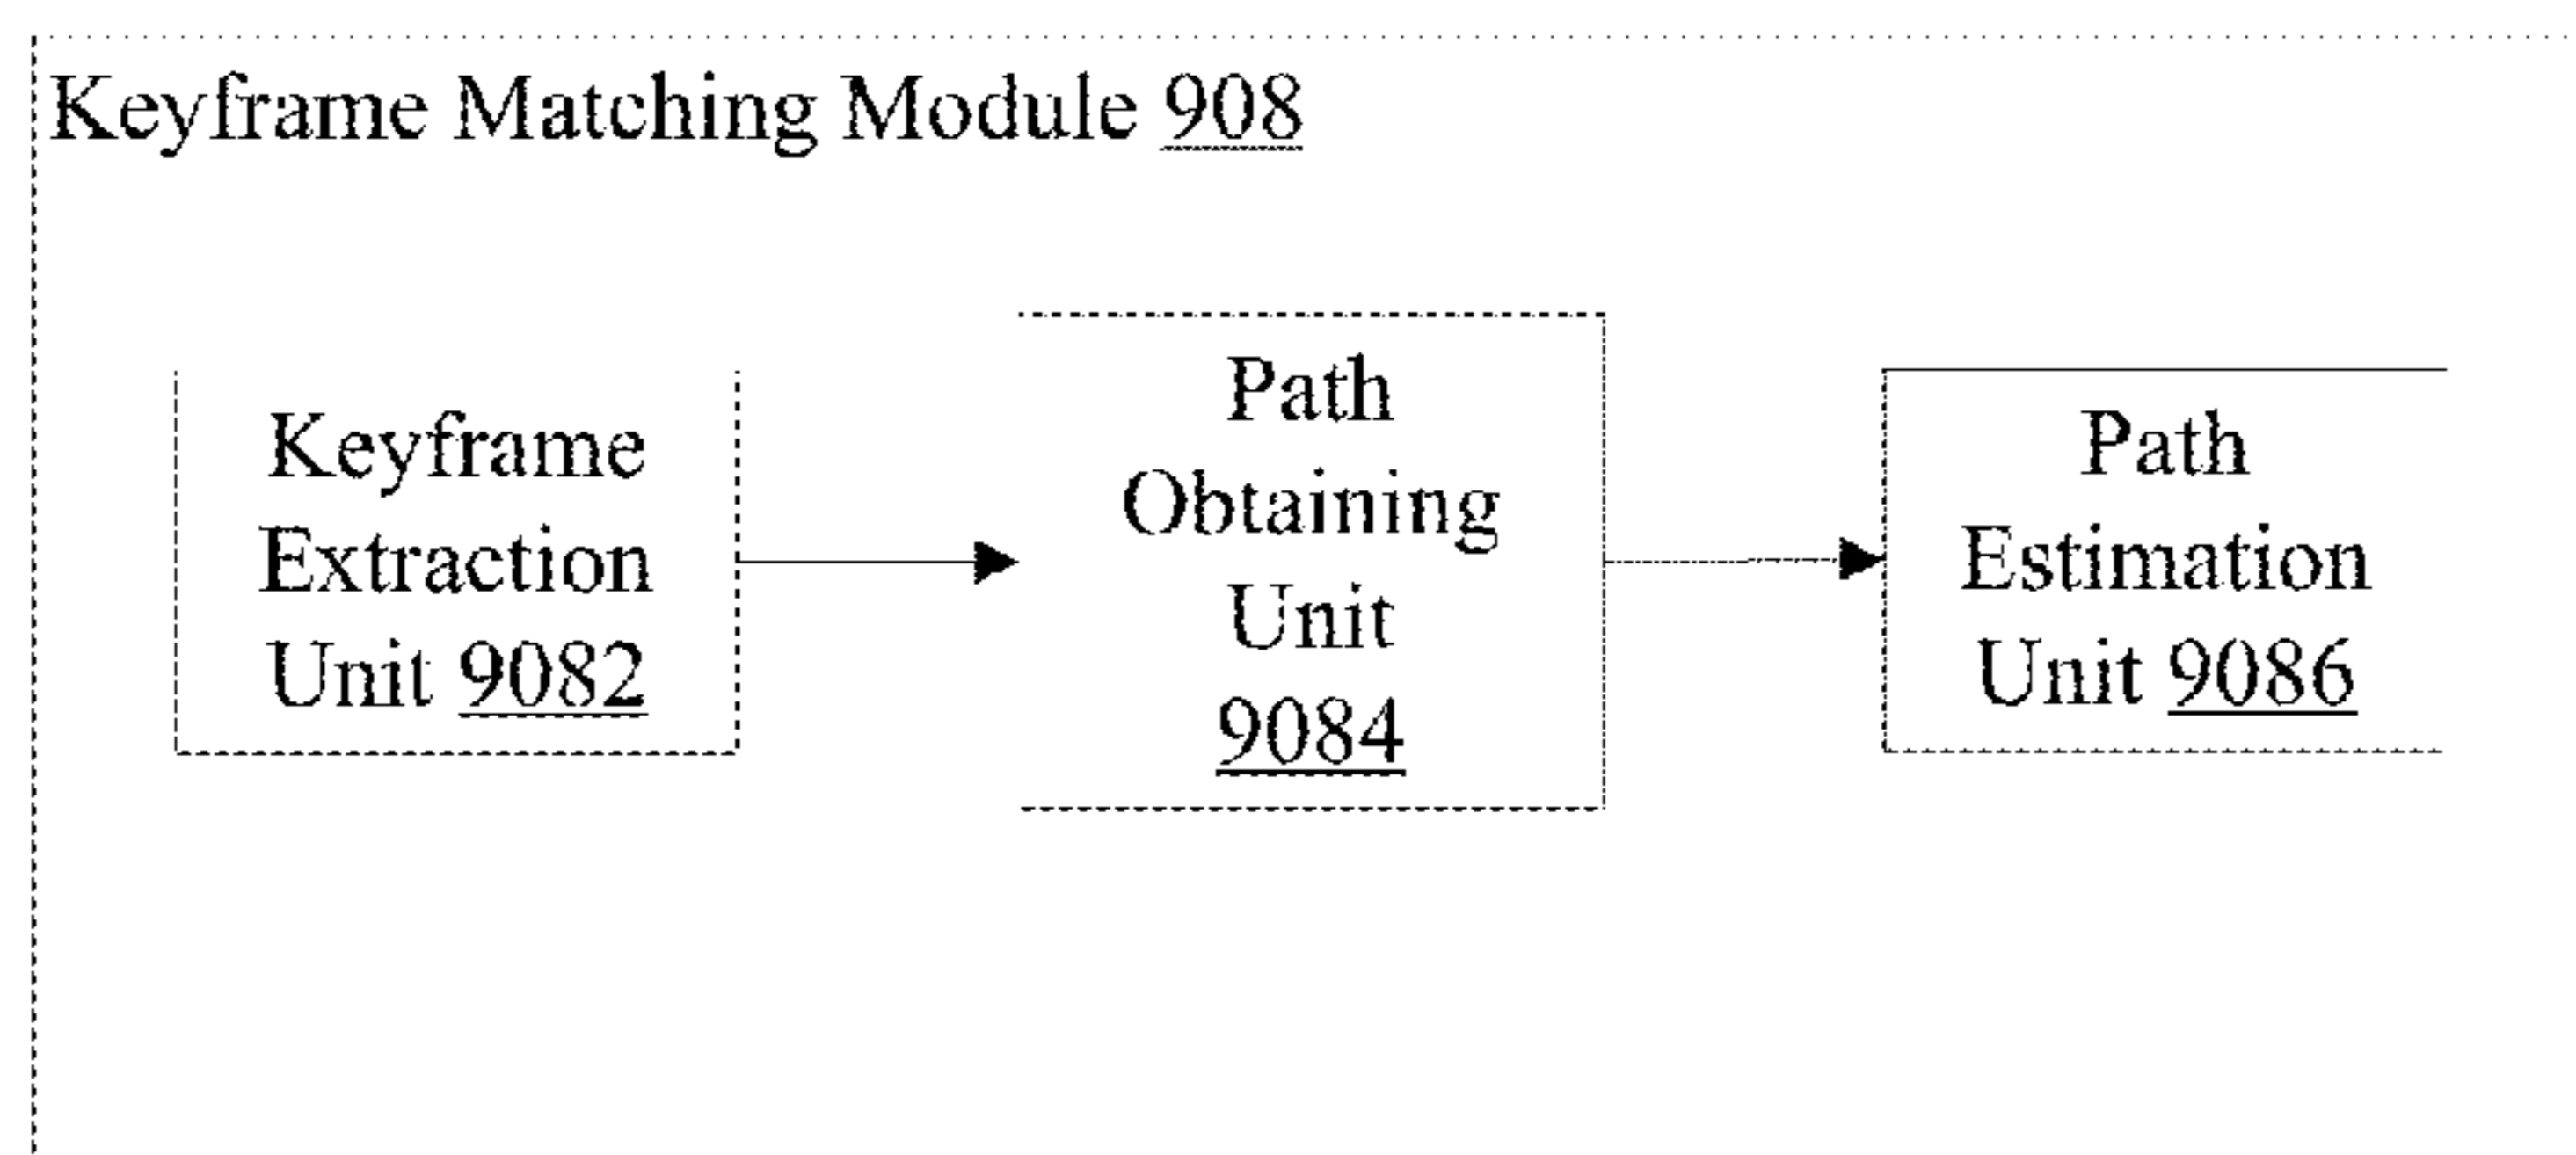 Keyframe Matching Module 908
Keyframe
Extraction
Unit 9082
Path
Obtaining
Unit
9084
Path
Estimation
Unit 9086